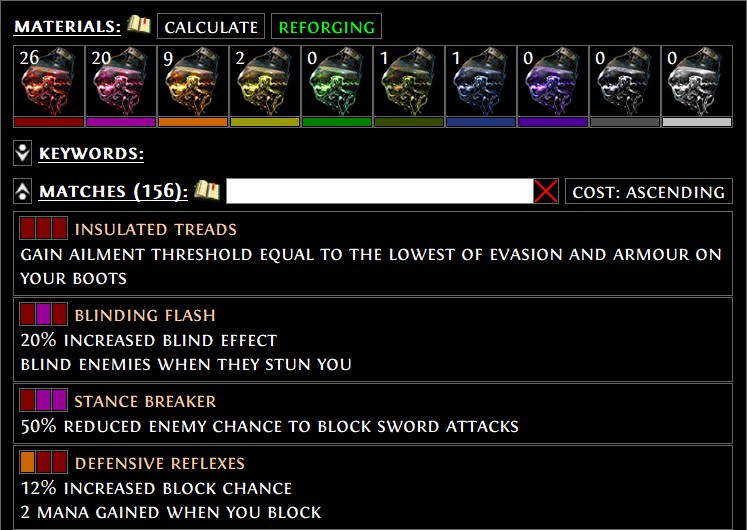 MATERIALS: CALCULATE REFORGING
26 20 9 2 0 1 1 0 0 0
KEYWORDS:
MATCHES (156): COST: ASCENDING
INSULATED TREADS
GAIN AILMENT THRESHOLD EQUAL TO THE LOWEST OF EVASION AND ARMOUR ON
YOUR BOOTS
BLINDING FLASH
20% INCREASED BLIND EFFECT
BLIND ENEMIES WHEN THEY STUN YOU
STANCE BREAKER
50% REDUCED ENEMY CHANCE TO BLOCK SWORD ATTACKS
DEFENSIVE REFLEXES
12% INCREASED BLOCK CHANCE
2 MANA GAINED WHEN YOU BLOCK